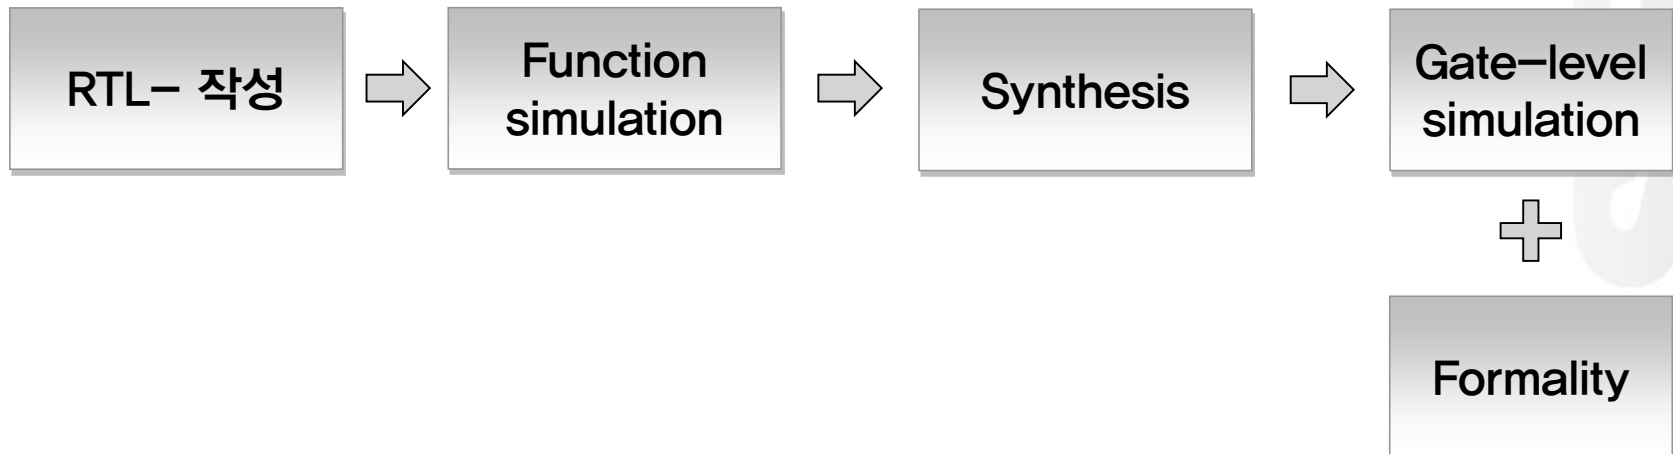 RTL- 작성
Function
simulation
Synthesis
Gate-level
simulation
Formality